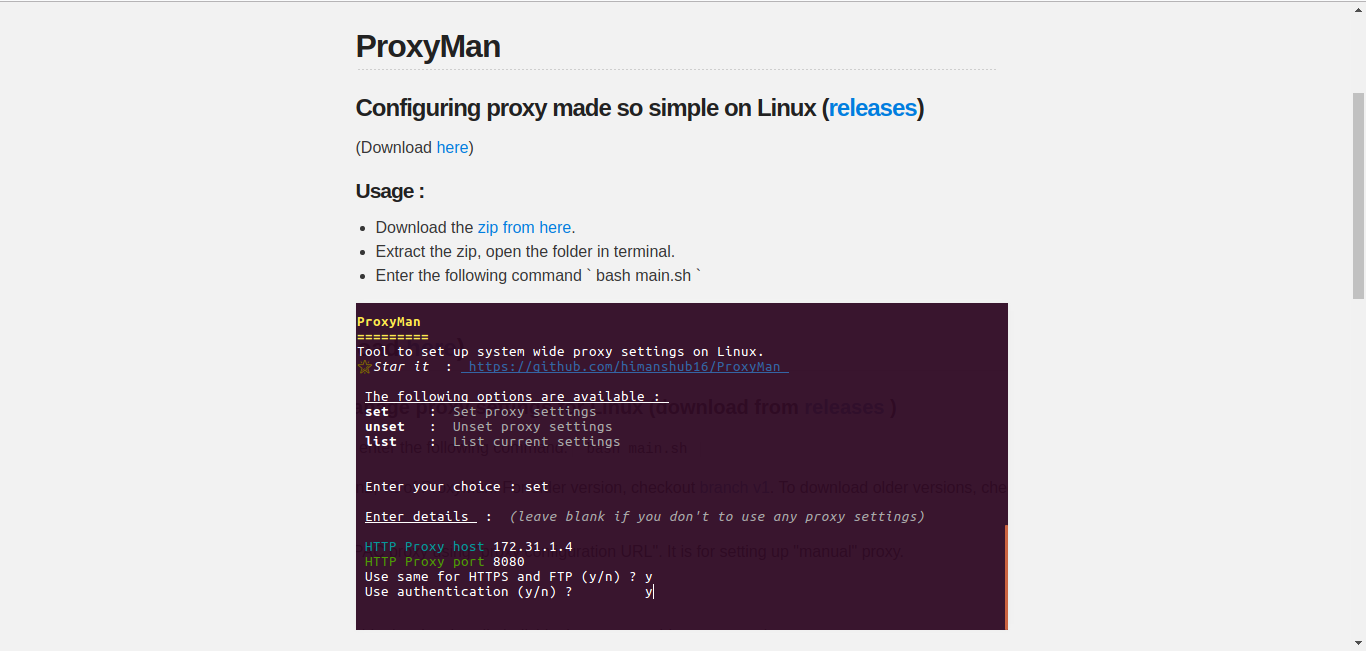 ProxyMan
Configuring proxy made so simple on Linux (releases)
(Download here)
Usage :
Download the zip from here.
Extract the zip, open the folder in terminal.
Enter the following command ` bash main.sh `
ProxyMan
=========
Tool to set up system wide proxy settings on Linux.
Star it : https://github.com/himanshub16/ProxyMan
The following options are available :
set : Set proxy settings
unset : Unset proxy settings
list : List current settings
Enter your choice : set
Enter details : (leave blank if you don't to use any proxy settings)
HTTP Proxy host 172.31.1.4
HTTP Proxy port 8080
Use same for HTTPS and FTP (y/n) ? y
Use authentication (y/n) ? y